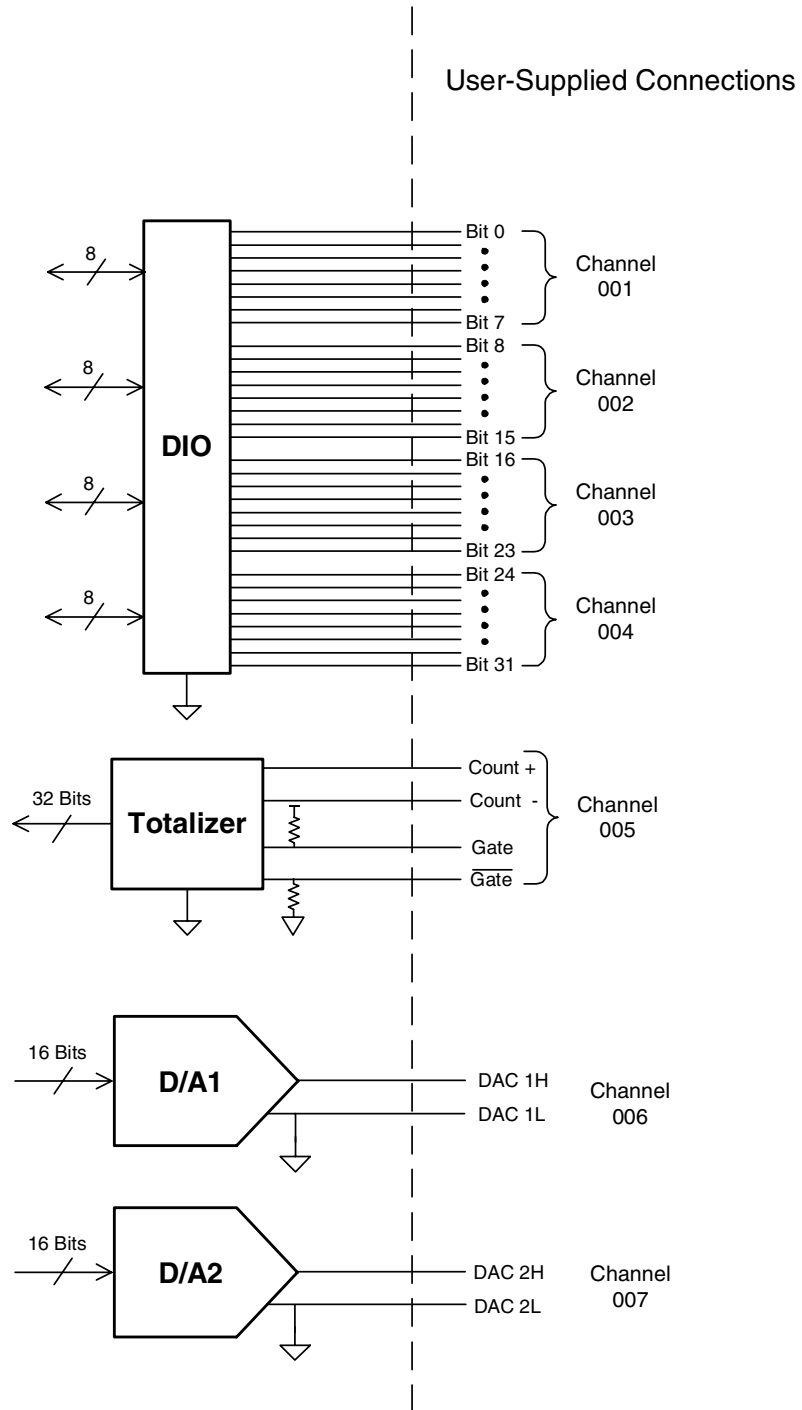 User-Supplied Connections
8
Bit 0
Channel
001
Bit 7
8
Bit 8
Channel
002
Bit 15
DIO
8
Bit 16
Channel
003
Bit 23
8
Bit 24
Channel
004
Bit 31
32 Bits
Totalizer
Count +
Count -
Gate
Gate
Channel
005
16 Bits
D/A1
DAC 1H
DAC 1L
Channel
006
16 Bits
D/A2
DAC 2H
DAC 2L
Channel
007